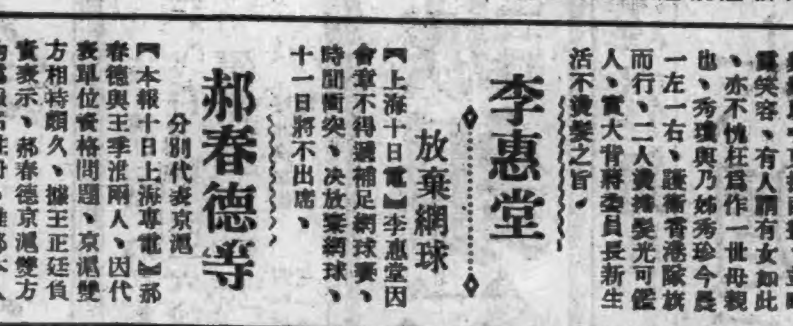 露笑容、有人謂有女如此
、亦不愧枉爲作一世母親
也、秀瓊與乃姊秀珍今晨
一左一右、護衛香港隊旗
而行、二人燙捲髮光可鑑
人、實大背蔣委員長新生
活不燙髮之旨。
李惠堂
放棄網球
【上海十日電】李惠堂因
會章不得遞補足網球賽、
時間衝突、决放棄網球、
十一日將不出席、
郝春德等
分別代表京滬
【本報十日上海專電】郝
春德與王季淮兩人、因代
表單位資格問題、京滬雙
方相持頗久、據王正廷負
責表示、郝春德京滬雙方